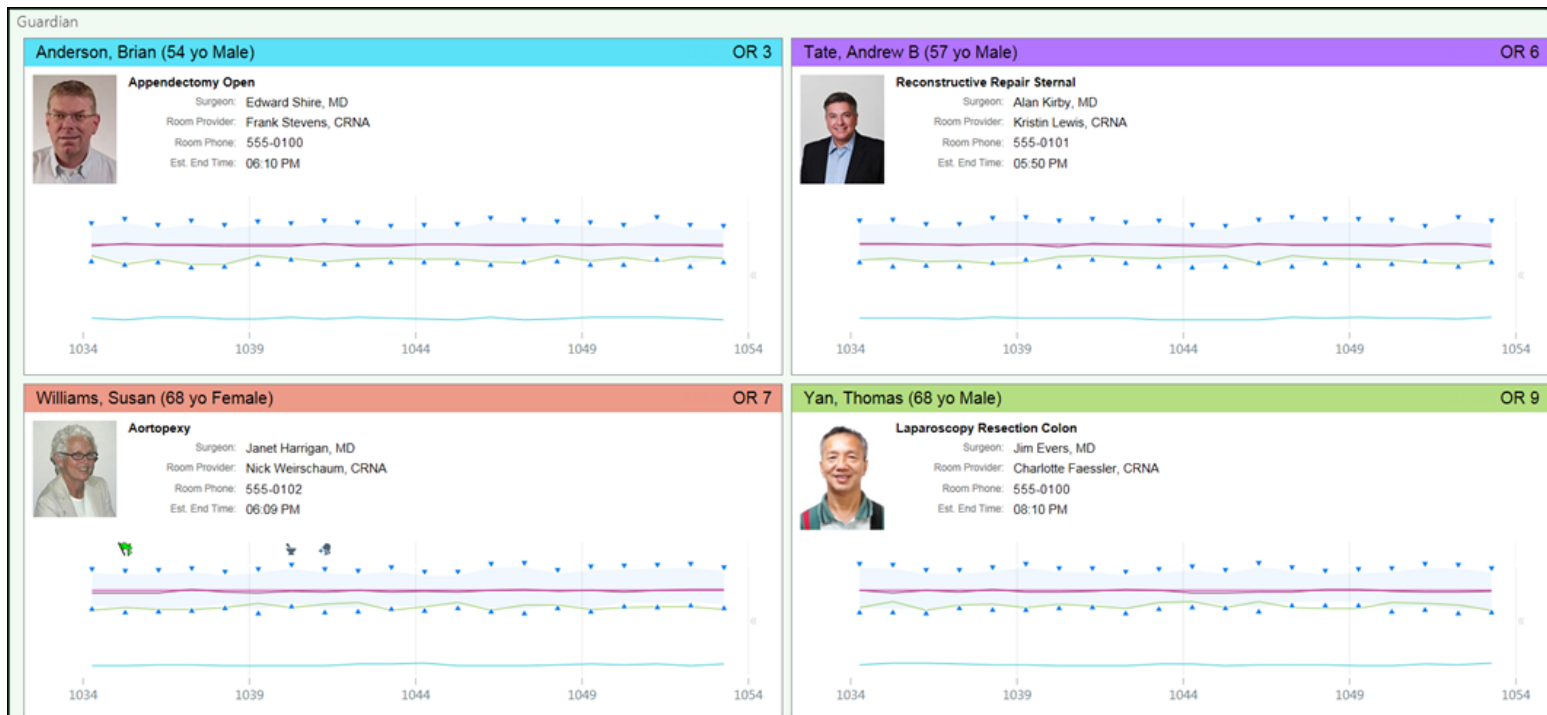 Guardian
Anderson, Brian (54 yo Male) OR 3
Appendectomy Open
Surgeon: Edward Shire, MD
Room Provider: Frank Stevens, CRNA
Room Phone: 555-0100
Est. End Time: 06:10 PM
1034 1039 1044 1049 1054
Tate, Andrew B (57 yo Male) OR 6
Reconstructive Repair Sternal
Surgeon: Alan Kirby, MD
Room Provider: Kristin Lewis, CRNA
Room Phone: 555-0101
Est. End Time: 05:50 PM
1034 1039 1044 1049 1054
Williams, Susan (68 yo Female) OR 7
Aortopexy
Surgeon: Janet Harrigan, MD
Room Provider: Nick Weirschaum, CRNA
Room Phone: 555-0102
Est. End Time: 06:09 PM
1034 1039 1044 1049 1054
Yan, Thomas (68 yo Male) OR 9
Laparoscopy Resection Colon
Surgeon: Jim Evers, MD
Room Provider: Charlotte Faessler, CRNA
Room Phone: 555-0100
Est. End Time: 08:10 PM
1034 1039 1044 1049 1054